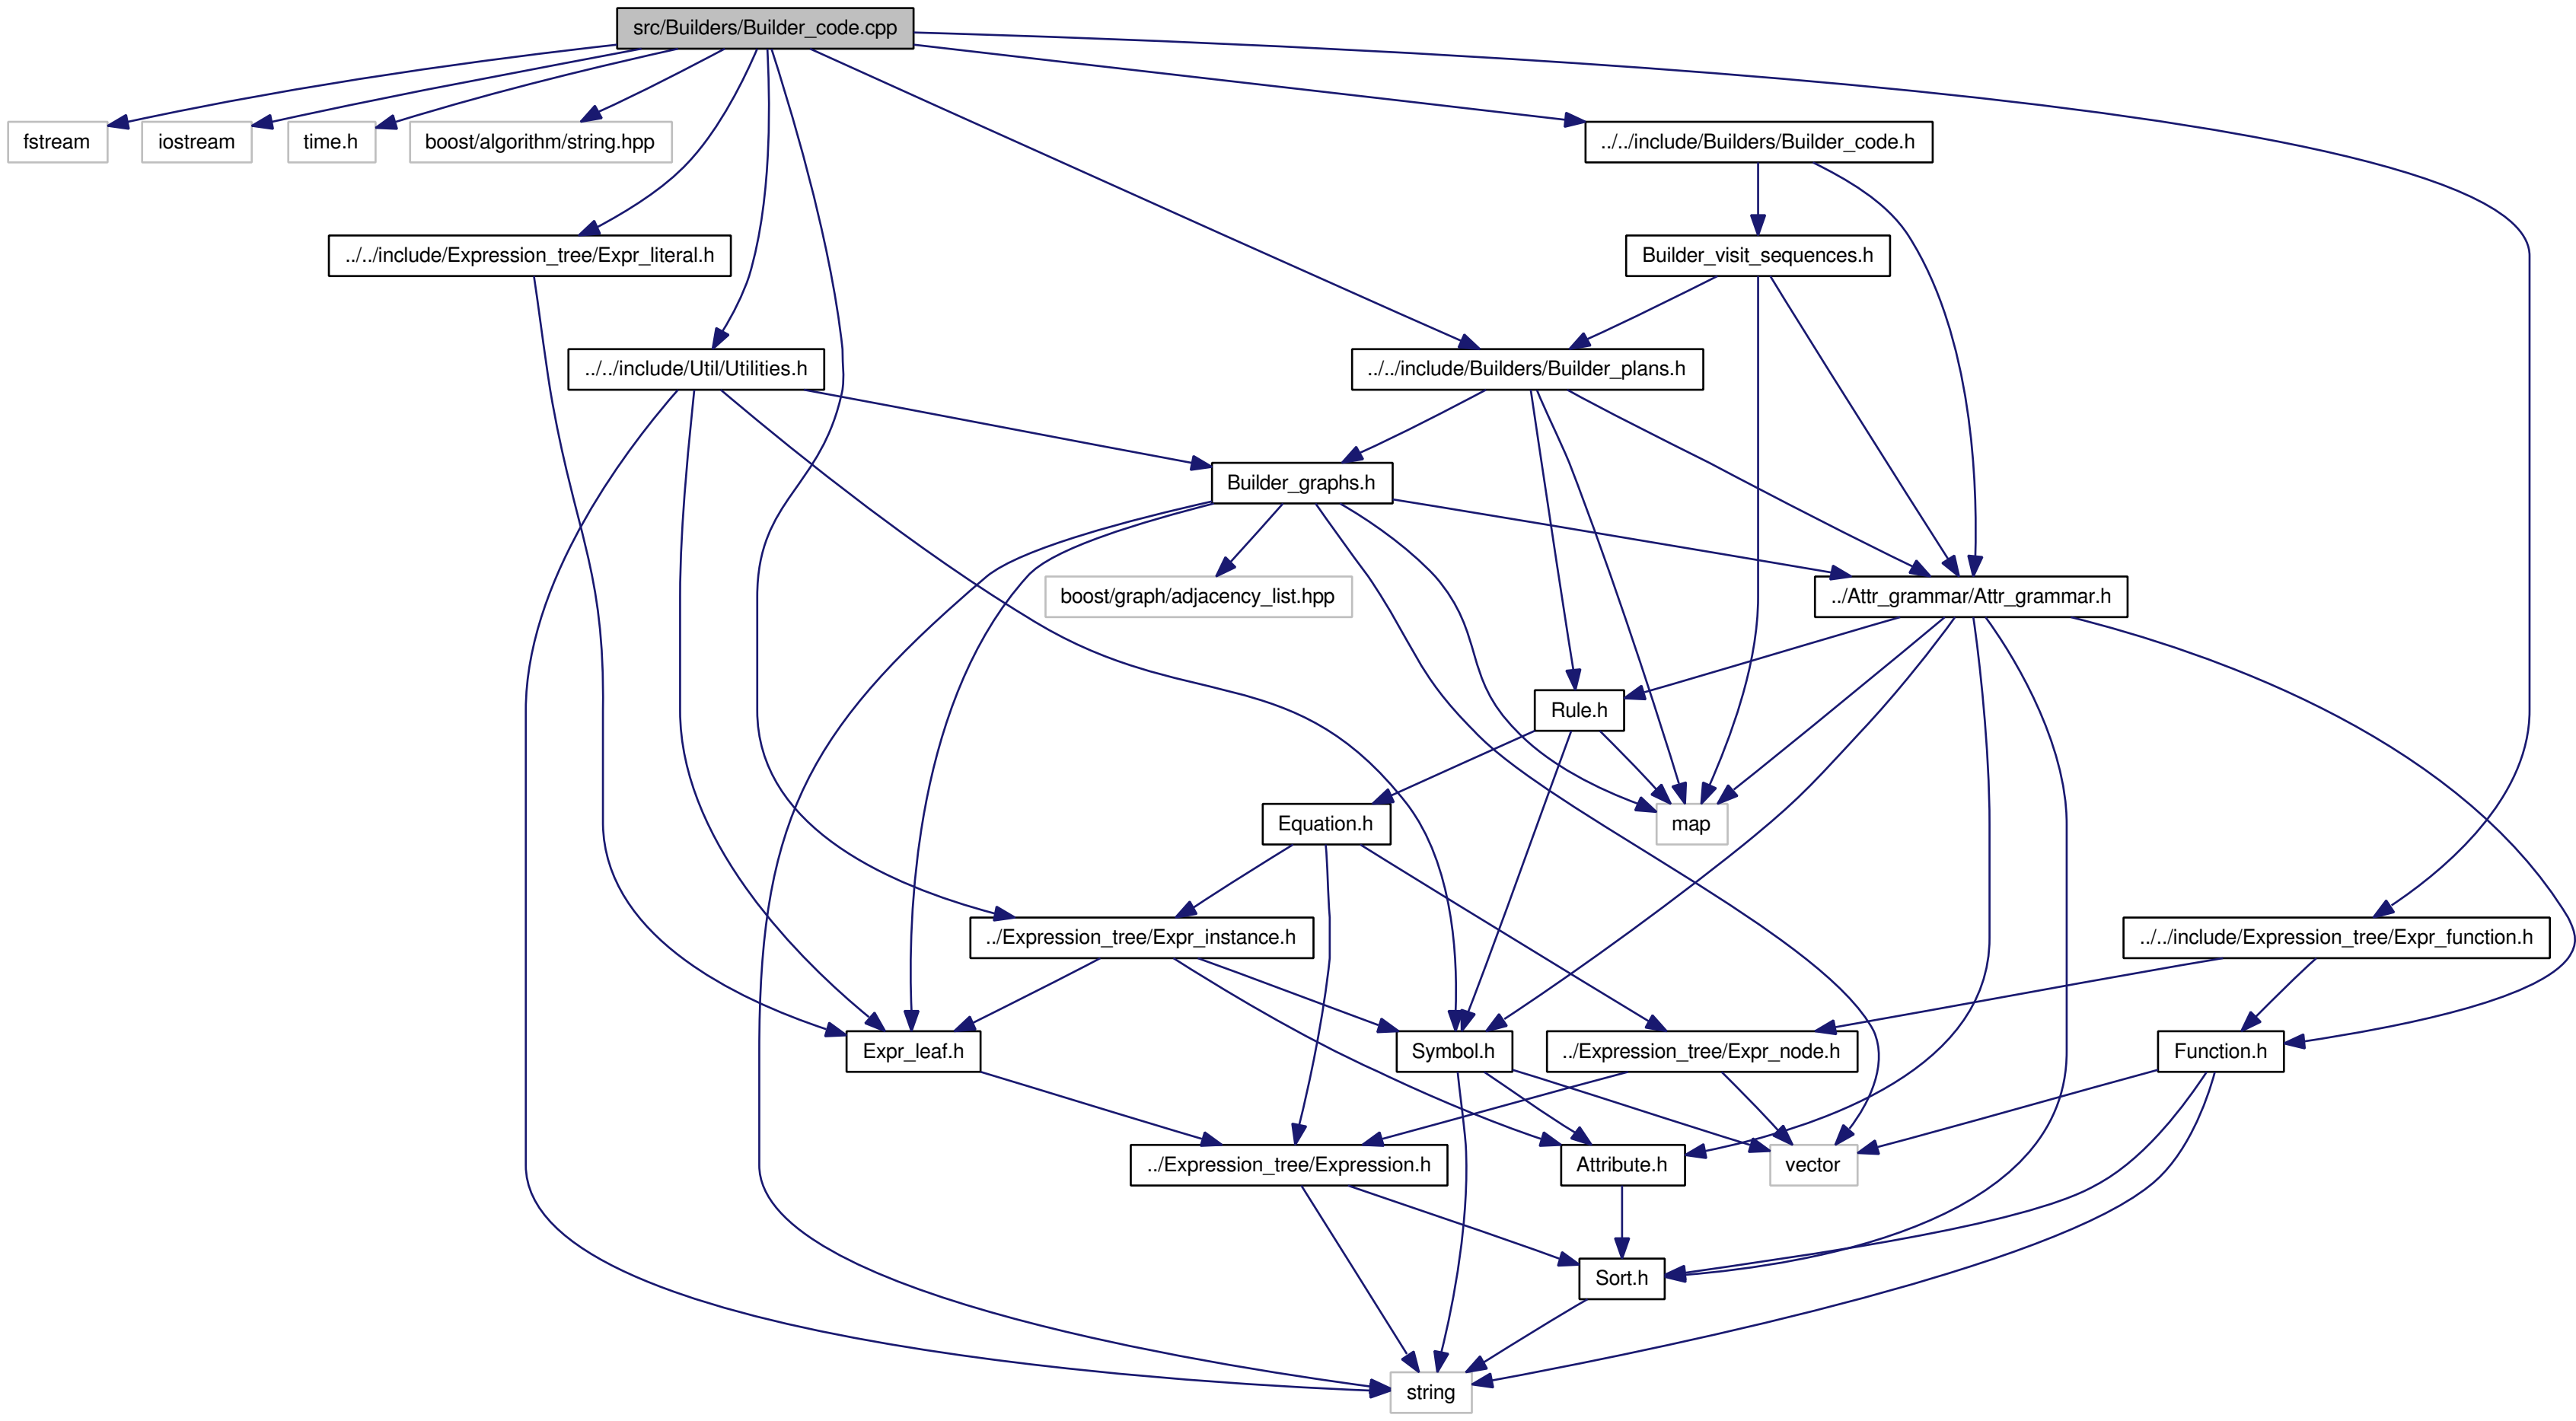 src/Builders/Builder_code.cpp
fstream
iostream
time.h
boost/algorithm/string.hpp
../../include/Builders/Builder_code.h
../../include/Expression_tree/Expr_literal.h
Builder_visit_sequences.h
../../include/Util/Utilities.h
../../include/Builders/Builder_plans.h
Builder_graphs.h
boost/graph/adjacency_list.hpp
../Attr_grammar/Attr_grammar.h
Rule.h
Equation.h
map
../Expression_tree/Expr_instance.h
../../include/Expression_tree/Expr_function.h
Expr_leaf.h
Symbol.h
../Expression_tree/Expr_node.h
Function.h
../Expression_tree/Expression.h
Attribute.h
vector
Sort.h
string